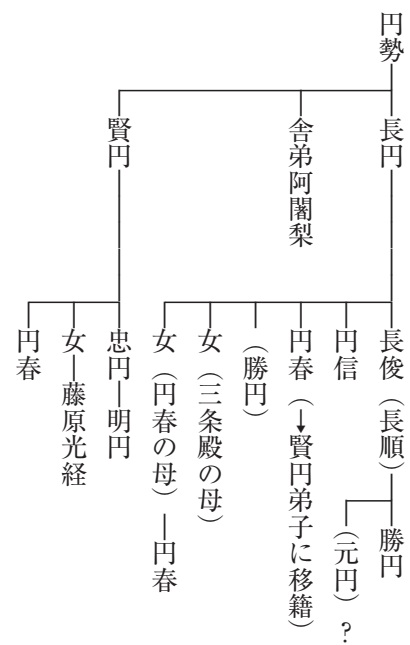 円勢
長円
舎弟阿闍梨
賢円
長俊（長順）
勝円
（元円）？
円信
円春（→賢円弟子に移籍）
（勝円）
女（三条殿の母）
女（円春の母）
円春
忠円
明円
女
藤原光経
円春